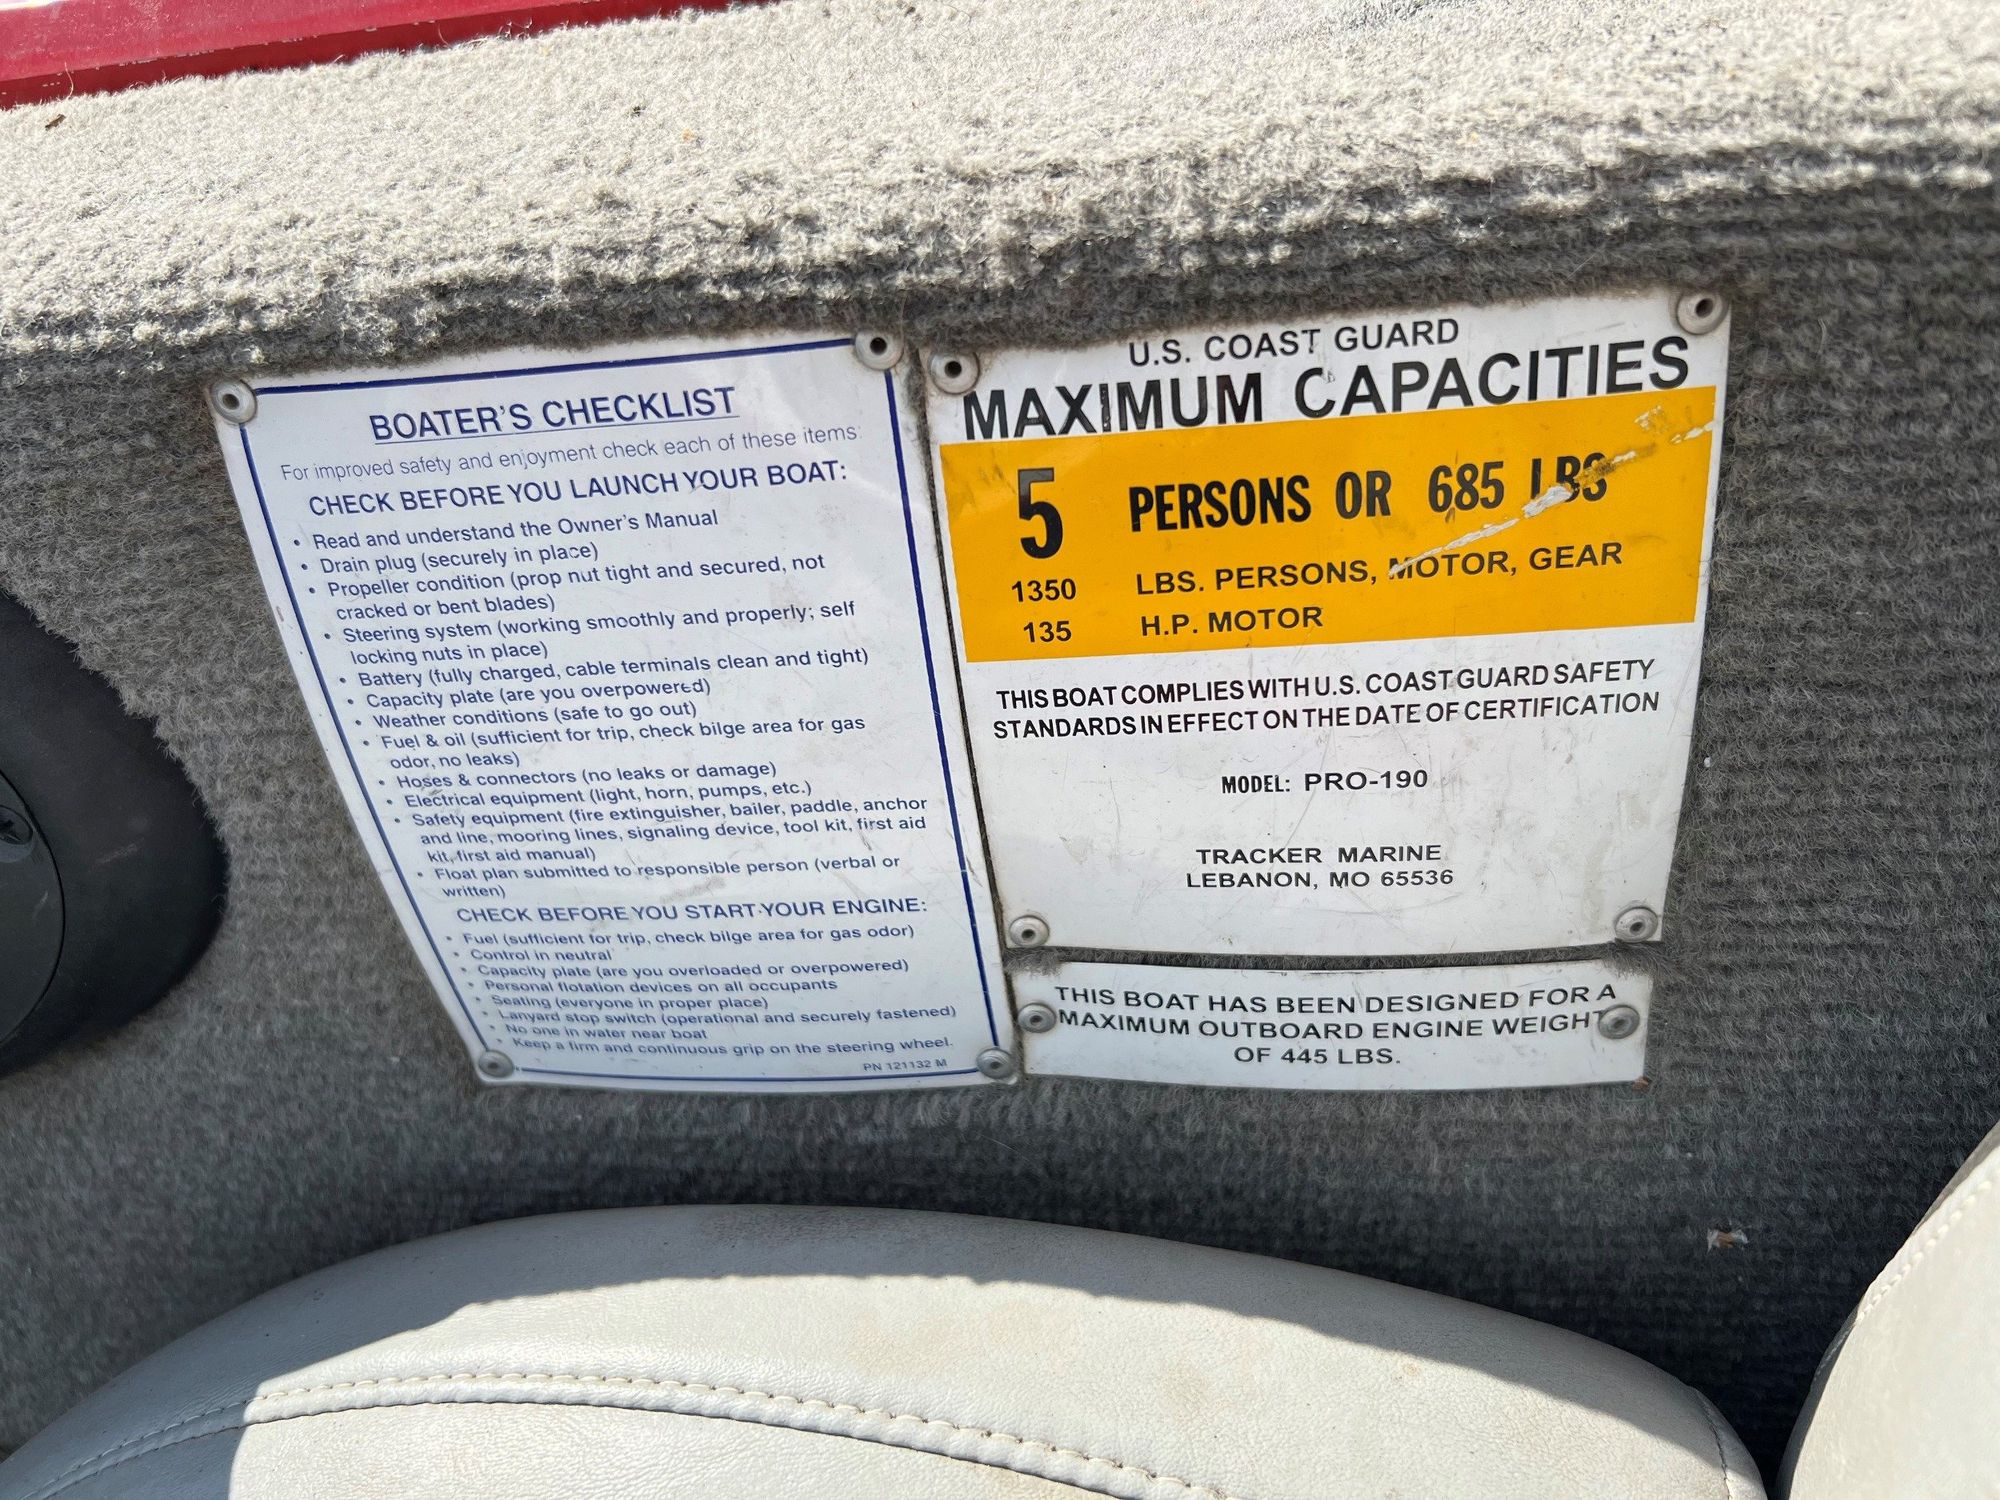 BOATER'S CHECKLIST
For improved safety and enjoyment check each of these items:
CHECK BEFORE YOU LAUNCH YOUR BOAT:
• Read and understand the Owner's Manual
• Drain plug (securely in place)
• Propeller condition (prop nut tight and secured, not
cracked or bent blades)
• Steering system (working smoothly and properly; self
locking nuts in place)
• Battery (fully charged, cable terminals clean and tight)
• Capacity plate (are you overpowered)
• Weather conditions (safe to go out)
• Fuel & oil (sufficient for trip, check bilge area for gas
odor, no leaks)
• Hoses & connectors (no leaks or damage)
• Electrical equipment (light, horn, pumps, etc.)
• Safety equipment (fire extinguisher, bailer, paddle, anchor
and line, mooring lines, signaling device, tool kit, first aid
kit, first aid manual)
• Float plan submitted to responsible person (verbal or
written)
CHECK BEFORE YOU START YOUR ENGINE:
• Fuel (sufficient for trip, check bilge area for gas odor)
• Control in neutral
• Capacity plate (are you overloaded or overpowered)
• Personal flotation devices on all occupants
• Seating (everyone in proper place)
• Lanyard stop switch (operational and securely fastened)
• No one in water near boat
• Keep a firm and continuous grip on the steering wheel.
PN 121132 M
U.S. COAST GUARD
MAXIMUM CAPACITIES
5 PERSONS OR 685 LBS
1350 LBS. PERSONS, MOTOR, GEAR
135 H.P. MOTOR
THIS BOAT COMPLIES WITH U.S. COAST GUARD SAFETY
STANDARDS IN EFFECT ON THE DATE OF CERTIFICATION
MODEL: PRO-190
TRACKER MARINE
LEBANON, MO 65536
THIS BOAT HAS BEEN DESIGNED FOR A
MAXIMUM OUTBOARD ENGINE WEIGHT
OF 445 LBS.